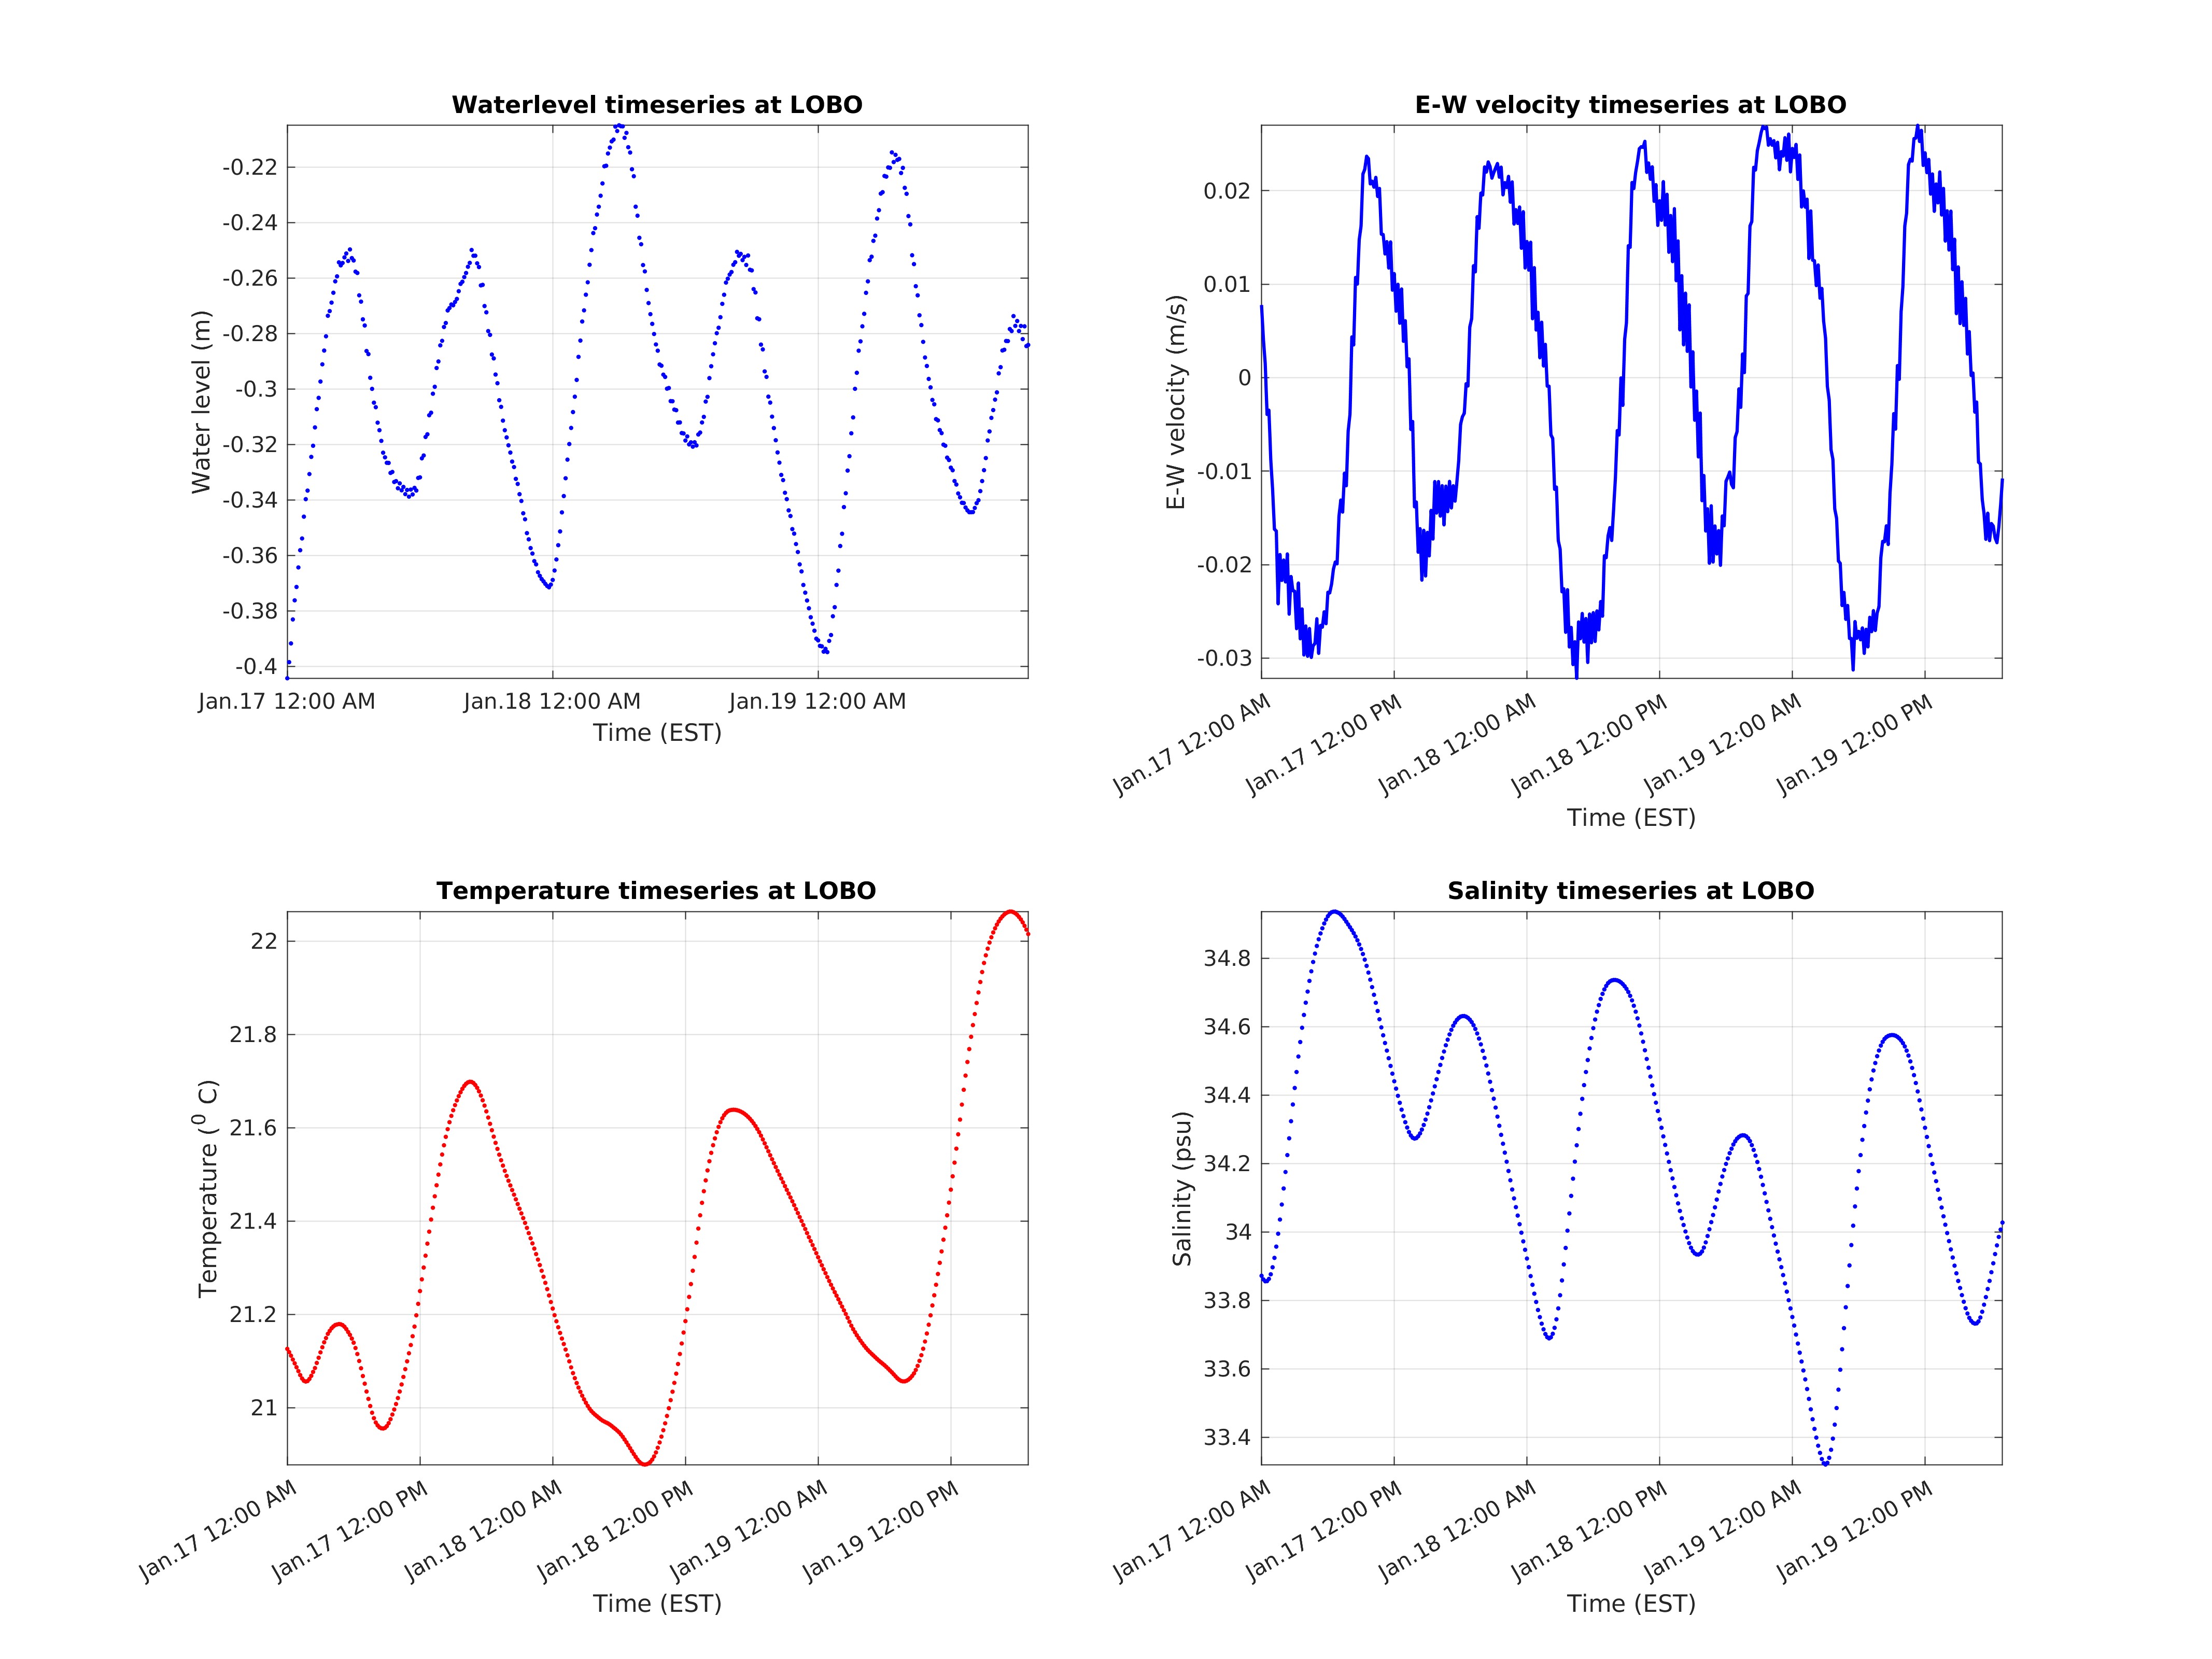 Waterlevel timeseries at LOBO
-0.22
-0.24
-0.26
-0.28
-0.3
-0.32
-0.34
-0.36
-0.38
-0.4
Water level (m)
Jan.17 12:00 AM
Jan.18 12:00 AM
Jan.19 12:00 AM
Time (EST)
E-W velocity timeseries at LOBO
0.02
0.01
0
-0.01
-0.02
-0.03
E-W velocity (m/s)
Jan.17 12:00 AM
Jan.17 12:00 PM
Jan.18 12:00 AM
Jan.18 12:00 PM
Jan.19 12:00 AM
Jan.19 12:00 PM
Time (EST)
Temperature timeseries at LOBO
22
21.8
21.6
21.4
21.2
21
Temperature (⁰ C)
Jan.17 12:00 AM
Jan.17 12:00 PM
Jan.18 12:00 AM
Jan.18 12:00 PM
Jan.19 12:00 AM
Jan.19 12:00 PM
Time (EST)
Salinity timeseries at LOBO
34.8
34.6
34.4
34.2
34
33.8
33.6
33.4
Salinity (psu)
Jan.17 12:00 AM
Jan.17 12:00 PM
Jan.18 12:00 AM
Jan.18 12:00 PM
Jan.19 12:00 AM
Jan.19 12:00 PM
Time (EST)